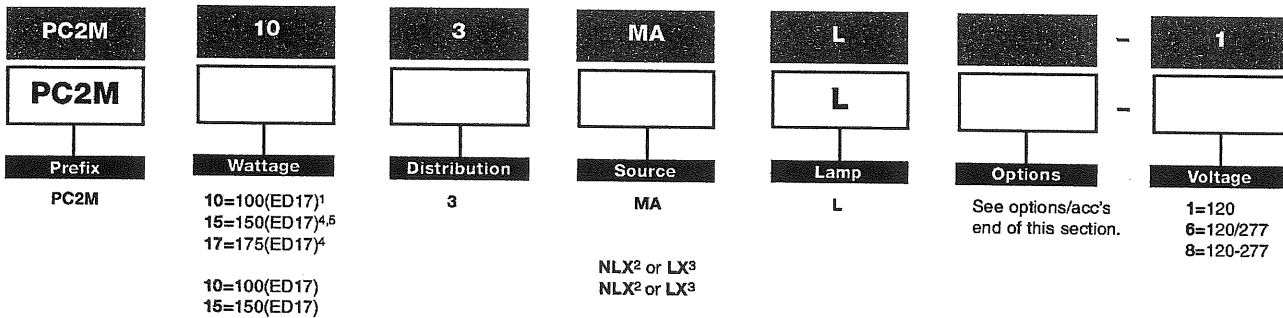 PC2M 10 3 MA L - 1
PC2M L -
Prefix Wattage Distribution Source Lamp Options Voltage
PC2M 10=100(ED17)¹ 3 MA L See options/acc's 1=120
15=150(ED17)⁴,⁵ end of this section. 6=120/277
17=175(ED17)⁴ 8=120-277
NLX² or LX³
10=100(ED17) NLX² or LX³
15=150(ED17)